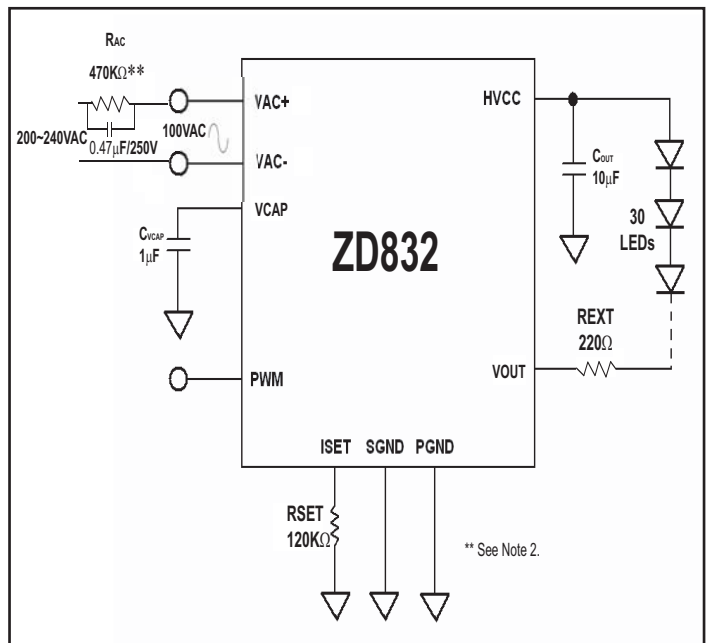 RAC
470KΩ**
200~240VAC
0.47μF/250V
100VAC
VAC+
VAC-
VCAP
CVCAP
1μF
PWM
ZD832
HVCC
COUT
10μF
30
LEDs
REXT
220Ω
VOUT
ISET SGND PGND
RSET
120KΩ
** See Note 2.